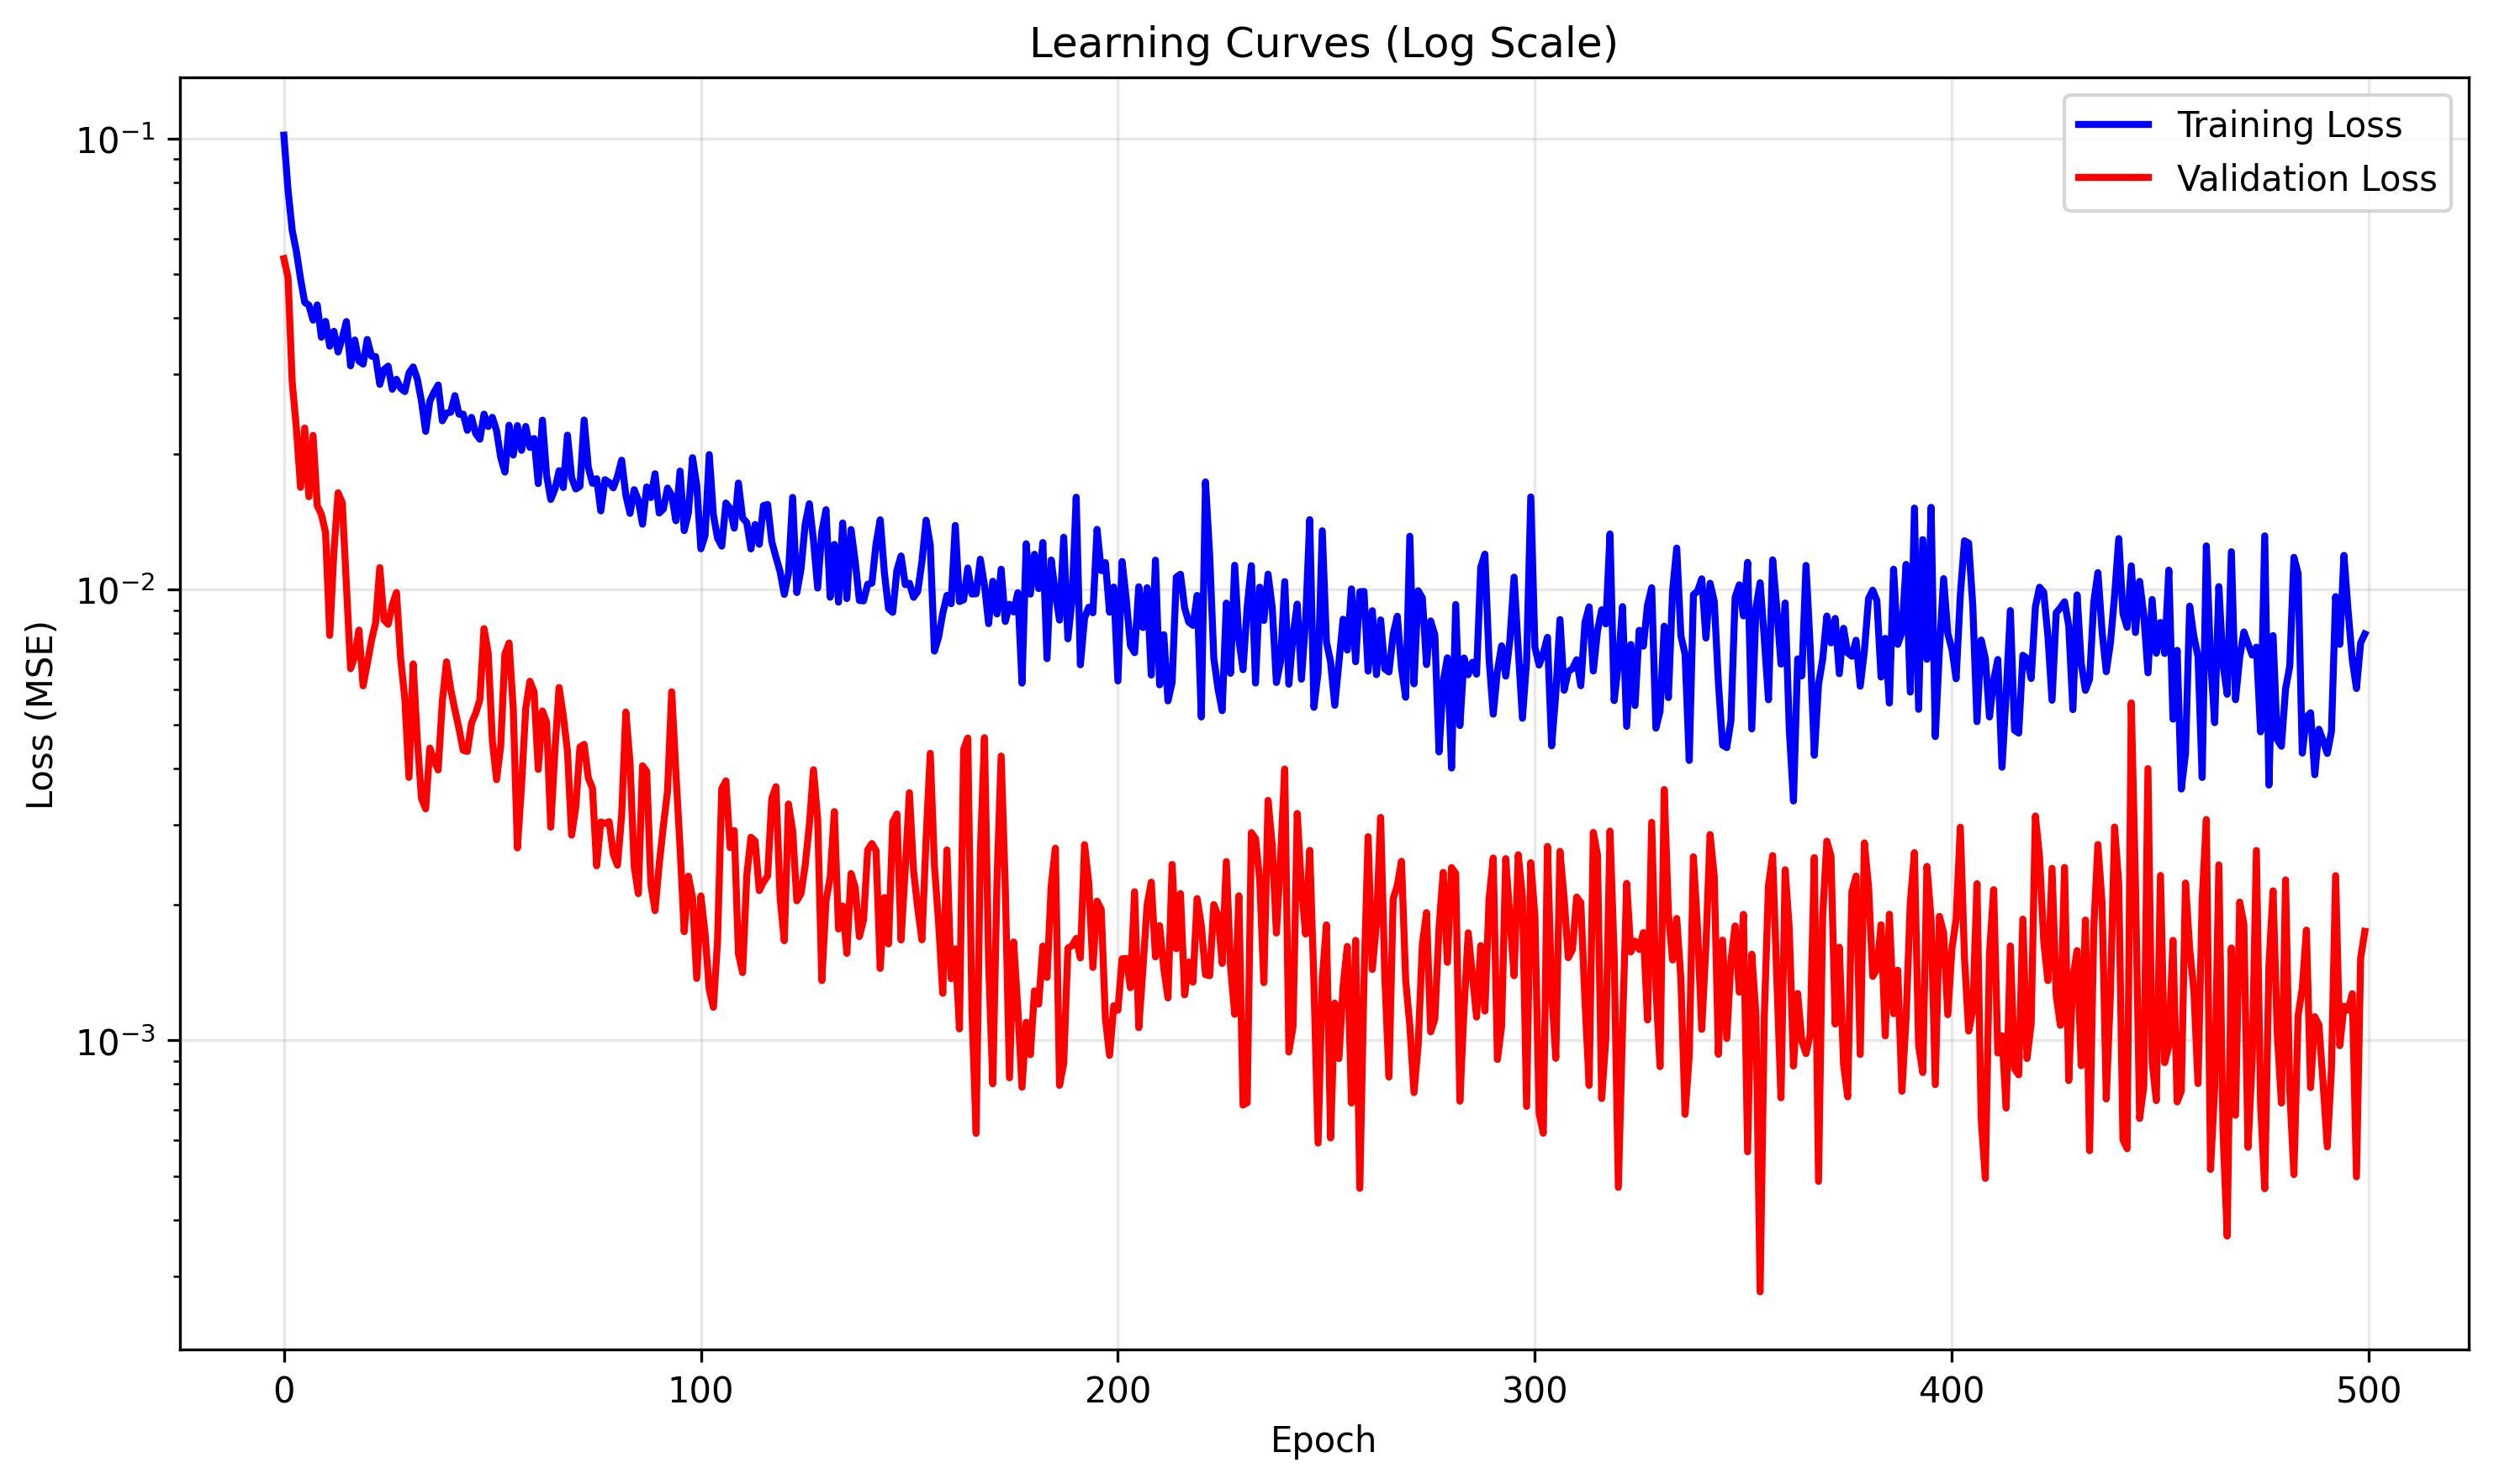 Learning Curves (Log Scale)
Training Loss
Validation Loss
Loss (MSE)
10⁻¹
10⁻²
10⁻³
0 100 200 300 400 500
Epoch